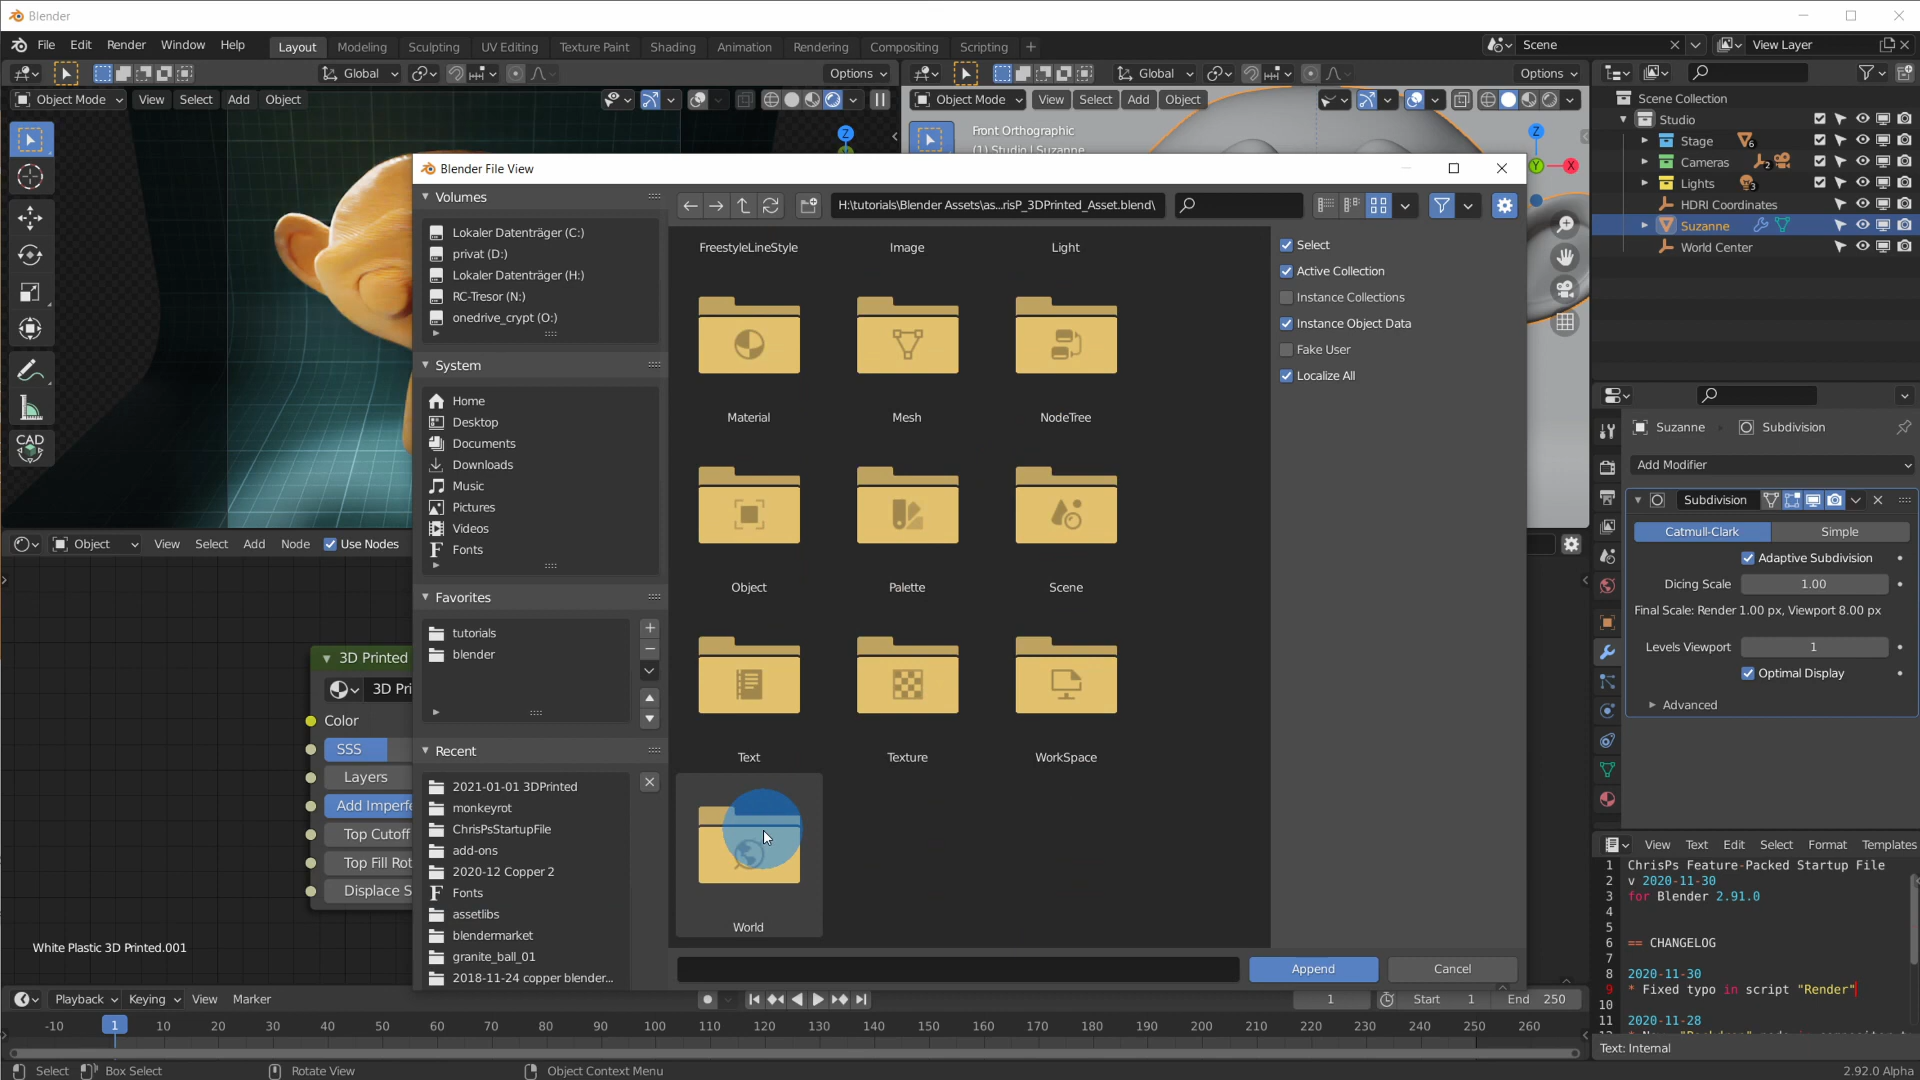 Blender
File Edit Render Window Help Layout Modeling Sculpting UV Editing Texture Paint Shading Animation Rendering Compositing Scripting + Scene View Layer
Global Options Global Options
Object Mode View Select Add Object Object Mode View Select Add Object
Scene Collection
Studio
Stage 6
Cameras 2
Lights 3
HDRI Coordinates
Suzanne
World Center
Front Orthographic
(1) Studio | Suzanne
Z
Z
Y
X
CAD
Blender File View
Volumes
Lokaler Datenträger (C:)
privat (D:)
Lokaler Datenträger (H:)
RC-Tresor (N:)
onedrive_crypt (O:)
System
Home
Desktop
Documents
Downloads
Music
Pictures
Videos
Fonts
Favorites
tutorials
blender
Recent
2021-01-01 3DPrinted
monkeyrot
ChrisPsStartupFile
add-ons
2020-12 Copper 2
Fonts
assetlibs
blendermarket
granite_ball_01
2018-11-24 copper blender...
H:\tutorials\Blender Assets\as...risP_3DPrinted_Asset.blend\
FreestyleLineStyle Image Light
Material Mesh NodeTree
Object Palette Scene
Text Texture WorkSpace
World
Select
Active Collection
Instance Collections
Instance Object Data
Fake User
Localize All
Append Cancel
Suzanne Subdivision
Add Modifier
Subdivision
Catmull-Clark Simple
Adaptive Subdivision
Dicing Scale 1.00
Final Scale: Render 1.00 px, Viewport 8.00 px
Levels Viewport 1
Optimal Display
Advanced
Object View Select Add Node Use Nodes
3D Printed
3D Pri
Color
SSS
Layers
Add Imperfe
Top Cutoff
Top Fill Rot
Displace S
White Plastic 3D Printed.001
View Text Edit Select Format Templates
1 ChrisPs Feature-Packed Startup File
2 v 2020-11-30
3 for Blender 2.91.0
4
5
6 == CHANGELOG
7
8 2020-11-30
9 * Fixed typo in script "Render"
10
11 2020-11-28
Text: Internal
Playback Keying View Marker 1 Start 1 End 250
-10 1 10 20 30 40 50 60 70 80 90 100 110 120 130 140 150 160 170 180 190 200 210 220 230 240 250 260
Select Box Select Rotate View Object Context Menu 2.92.0 Alpha